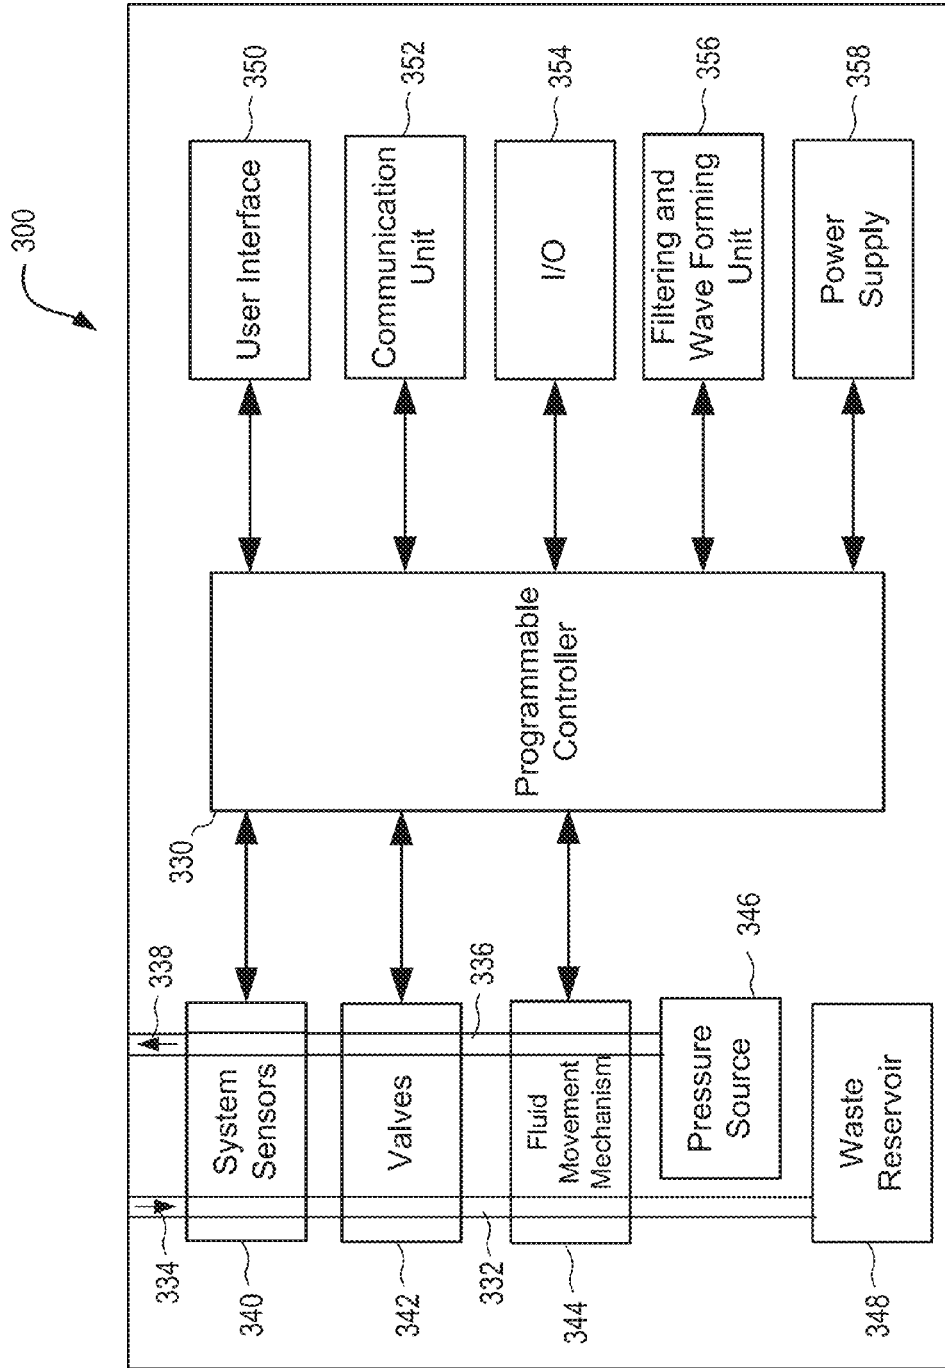 300
334
338
System
Sensors
340
Valves
342
332
336
Fluid
Movement
Mechanism
344
Pressure
Source
346
Waste
Reservoir
348
330
Programmable
Controller
User Interface
350
Communication
Unit
352
I/O
354
Filtering and
Wave Forming
Unit
356
Power
Supply
358